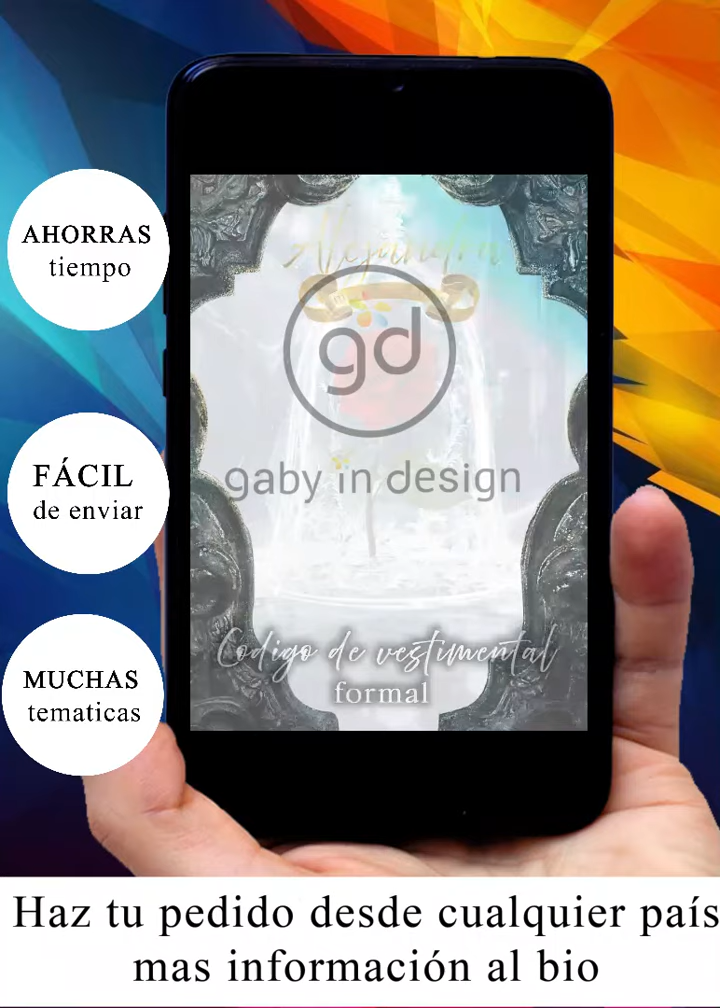 AHORRAS
tiempo
FÁCIL
de enviar
MUCHAS
tematicas
Alejandra
gd
gaby in design
Codigo de vestimental
formal
Haz tu pedido desde cualquier país
mas información al bio